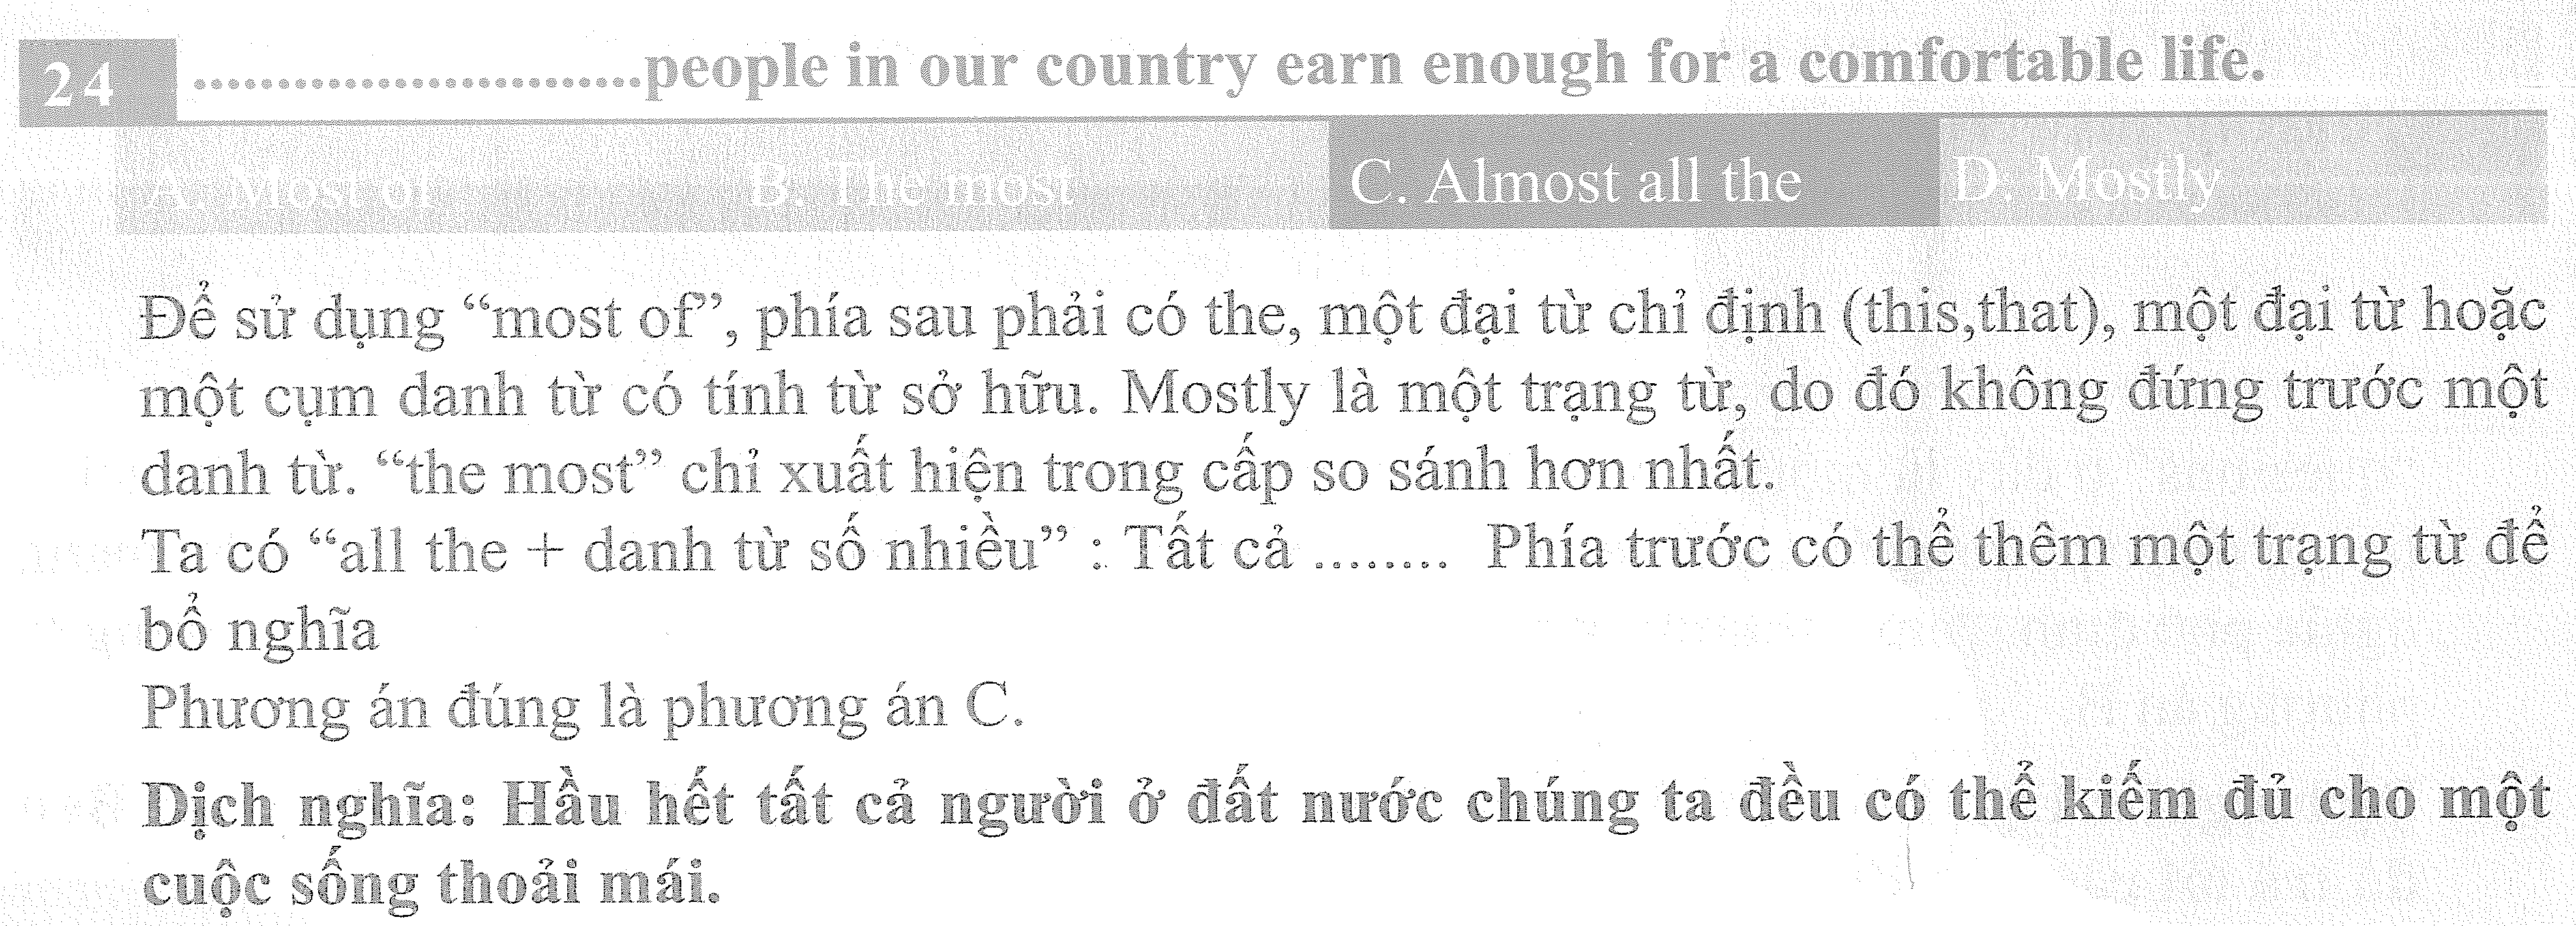 24 ..........................people in our country earn enough for a comfortable life.
A. Most of B. The most C. Almost all the D. Mostly
Để sử dụng “most of”, phía sau phải có the, một đại từ chỉ định (this,that), một đại từ hoặc
một cụm danh từ có tính từ sở hữu. Mostly là một trạng từ, do đó không đứng trước một
danh từ. “the most” chỉ xuất hiện trong cấp so sánh hơn nhất.
Ta có “all the + danh từ số nhiều” : Tất cả ........ Phía trước có thể thêm một trạng từ để
bổ nghĩa
Phương án đúng là phương án C.
Dịch nghĩa: Hầu hết tất cả người ở đất nước chúng ta đều có thể kiếm đủ cho một
cuộc sống thoải mái.